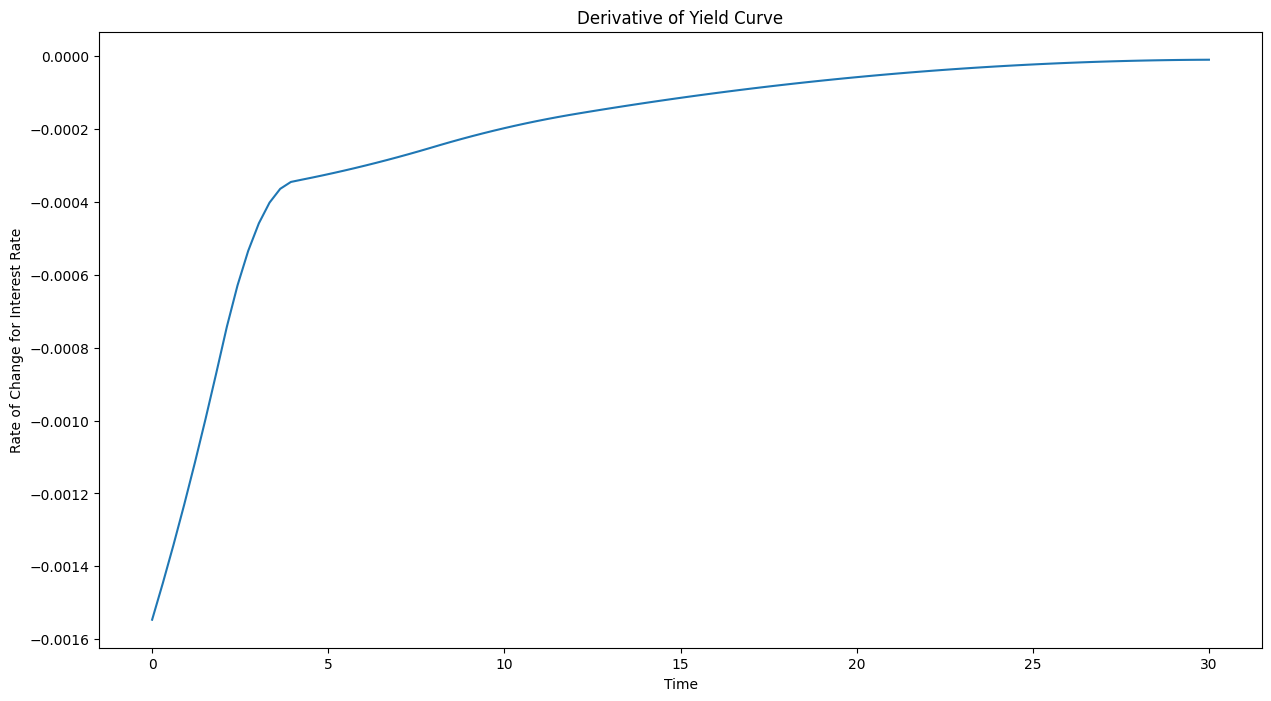 Derivative of Yield Curve
Rate of Change for Interest Rate
0.0000
−0.0002
−0.0004
−0.0006
−0.0008
−0.0010
−0.0012
−0.0014
−0.0016
0 5 10 15 20 25 30
Time